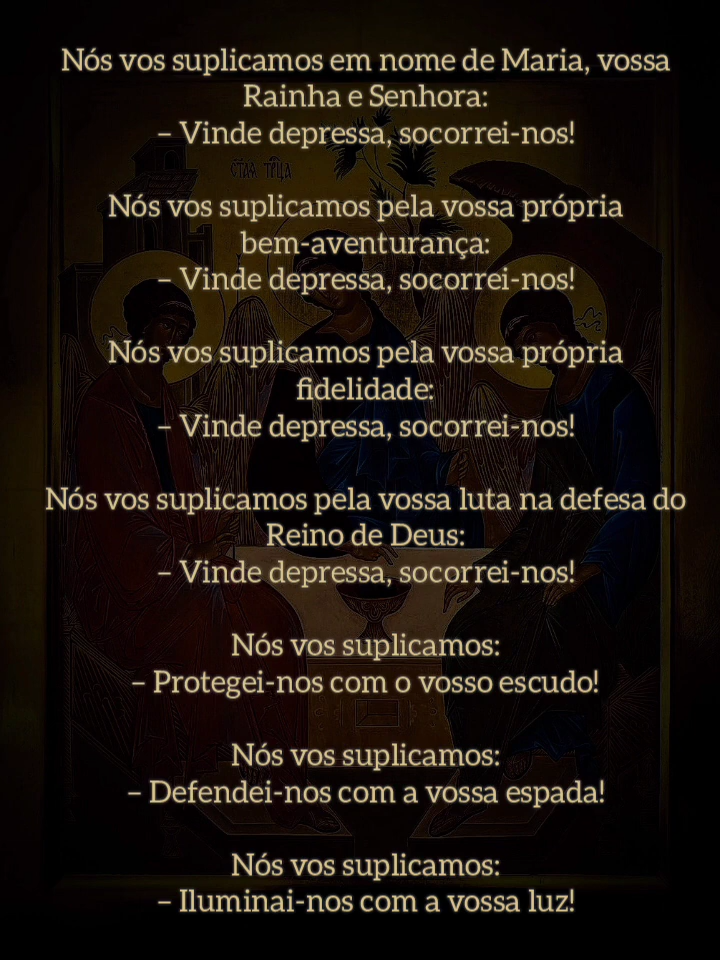 Nós vos suplicamos em nome de Maria, vossa
Rainha e Senhora:
– Vinde depressa, socorrei-nos!
Nós vos suplicamos pela vossa própria
bem-aventurança:
– Vinde depressa, socorrei-nos!
Nós vos suplicamos pela vossa própria
fidelidade:
– Vinde depressa, socorrei-nos!
Nós vos suplicamos pela vossa luta na defesa do
Reino de Deus:
– Vinde depressa, socorrei-nos!
Nós vos suplicamos:
– Protegei-nos com o vosso escudo!
Nós vos suplicamos:
– Defendei-nos com a vossa espada!
Nós vos suplicamos:
– Iluminai-nos com a vossa luz!